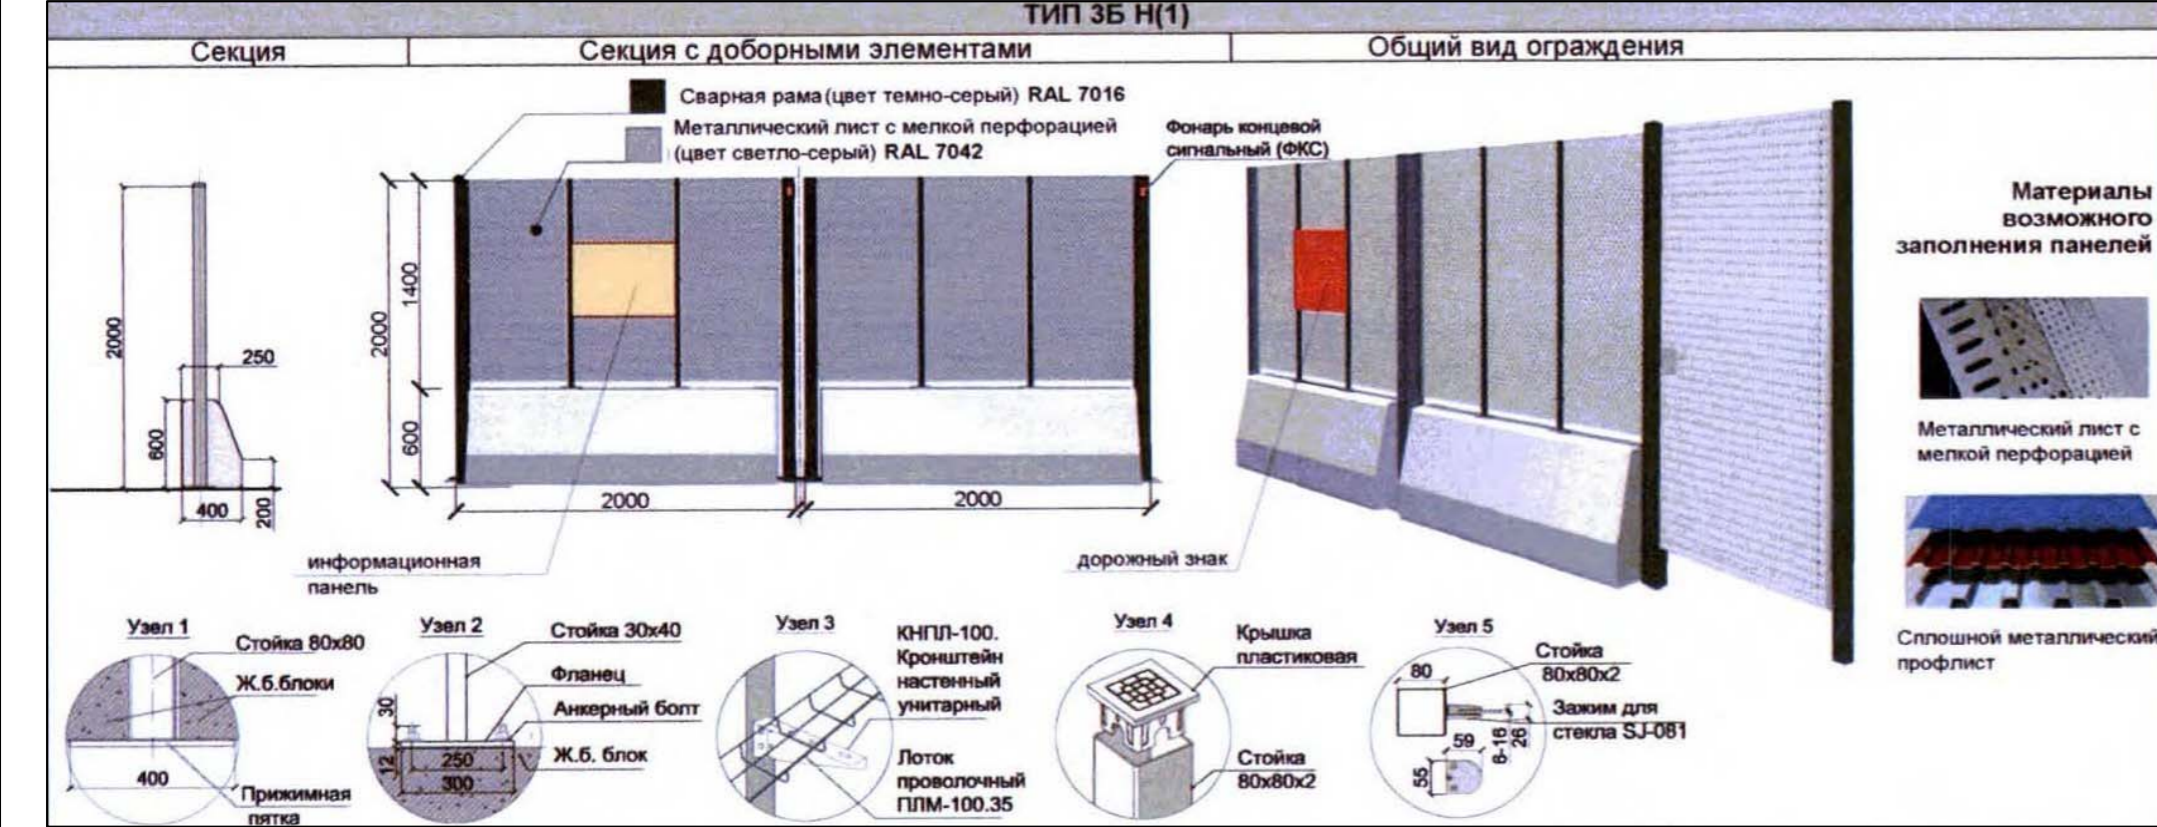 ТИП 3Б Н(1)
Секция
Секция с доборными элементами
Общий вид ограждения
Сварная рама (цвет темно-серый) RAL 7016
Металлический лист с мелкой перфорацией
(цвет светло-серый) RAL 7042
Фонарь концевой
сигнальный (ФКС)
Материалы
возможного
заполнения панелей
2000
250
600
400
200
2000
1400
600
2000
2000
информационная
панель
дорожный знак
Металлический лист с
мелкой перфорацией
Сплошной металлический
профлист
Узел 1
Стойка 80х80
Ж.б.блоки
400
Прижимная
пятка
Узел 2
Стойка 30х40
Фланец
Анкерный болт
Ж.б. блок
30
12
250
300
Узел 3
КНПЛ-100.
Кронштейн
настенный
унитарный
Лоток
проволочный
ПЛМ-100.35
Узел 4
Крышка
пластиковая
Стойка
80х80х2
Узел 5
80
Стойка
80х80х2
Зажим для
стекла SJ-081
59
6-16
26
55